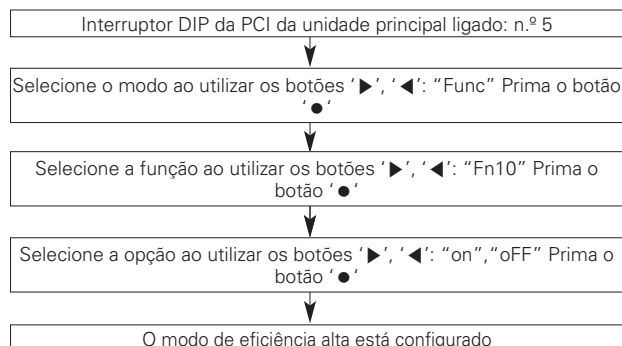 Interruptor DIP da PCI da unidade principal ligado: n.º 5
Selecione o modo ao utilizar os botões ‘▶’, ‘◀’: “Func” Prima o botão
‘●‘
Selecione a função ao utilizar os botões ‘▶’, ‘◀’: “Fn10” Prima o
botão ‘●‘
Selecione a opção ao utilizar os botões ‘▶’, ‘◀’: “on”,“oFF” Prima o
botão ‘●‘
O modo de eficiência alta está configurado